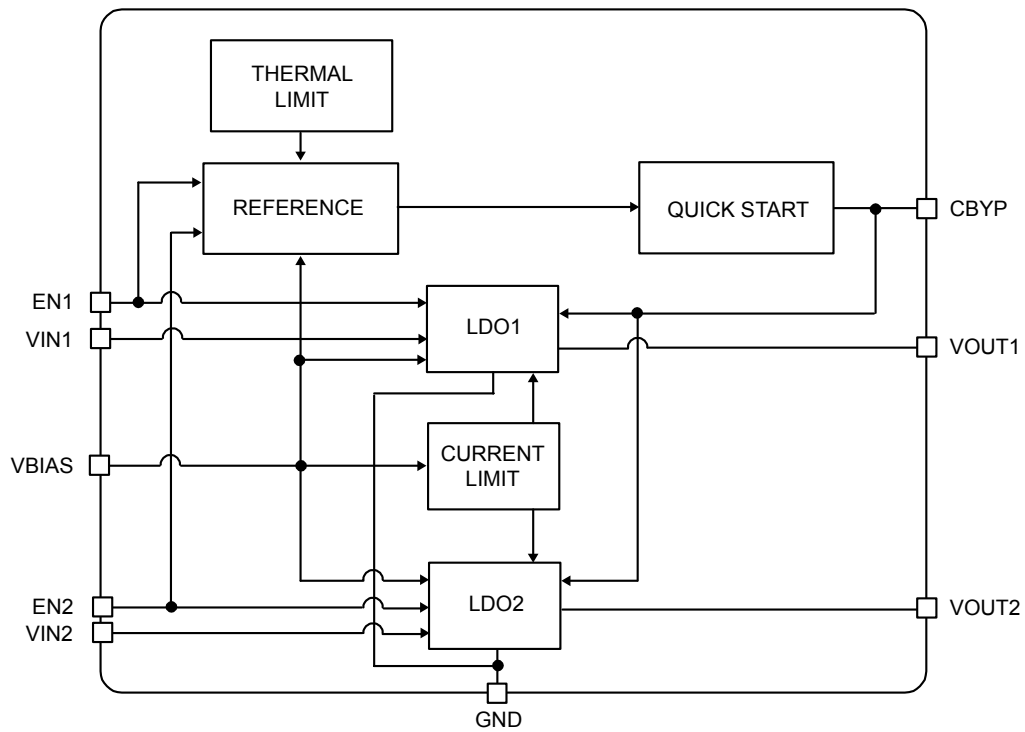 THERMAL
LIMIT
REFERENCE
QUICK START
CBYP
EN1
LDO1
VIN1
VOUT1
CURRENT
LIMIT
VBIAS
EN2
LDO2
VOUT2
VIN2
GND